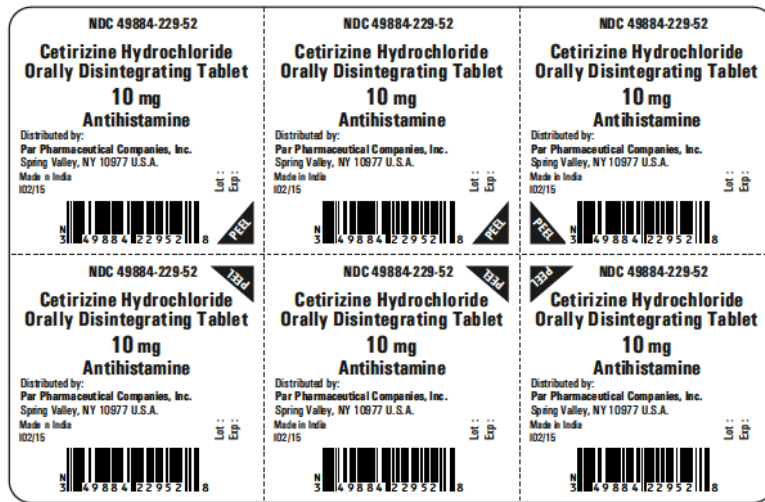 NDC 49884-229-52
Cetirizine Hydrochloride
Orally Disintegrating Tablet
10 mg
Antihistamine
Distributed by:
Par Pharmaceutical Companies, Inc.
Spring Valley, NY 10977 U.S.A.
Made in India
I02/15
Lot :
Exp :
N
3 49884 22952 8
PEEL
NDC 49884-229-52
Cetirizine Hydrochloride
Orally Disintegrating Tablet
10 mg
Antihistamine
Distributed by:
Par Pharmaceutical Companies, Inc.
Spring Valley, NY 10977 U.S.A.
Made in India
I02/15
Lot :
Exp :
N
3 49884 22952 8
PEEL
NDC 49884-229-52
Cetirizine Hydrochloride
Orally Disintegrating Tablet
10 mg
Antihistamine
Distributed by:
Par Pharmaceutical Companies, Inc.
Spring Valley, NY 10977 U.S.A.
Made in India
I02/15
Lot :
Exp :
PEEL
N
3 49884 22952 8
NDC 49884-229-52
PEEL
Cetirizine Hydrochloride
Orally Disintegrating Tablet
10 mg
Antihistamine
Distributed by:
Par Pharmaceutical Companies, Inc.
Spring Valley, NY 10977 U.S.A.
Made in India
I02/15
Lot :
Exp :
N
3 49884 22952 8
NDC 49884-229-52
PEEL
Cetirizine Hydrochloride
Orally Disintegrating Tablet
10 mg
Antihistamine
Distributed by:
Par Pharmaceutical Companies, Inc.
Spring Valley, NY 10977 U.S.A.
Made in India
I02/15
Lot :
Exp :
N
3 49884 22952 8
PEEL
NDC 49884-229-52
Cetirizine Hydrochloride
Orally Disintegrating Tablet
10 mg
Antihistamine
Distributed by:
Par Pharmaceutical Companies, Inc.
Spring Valley, NY 10977 U.S.A.
Made in India
I02/15
Lot :
Exp :
N
3 49884 22952 8